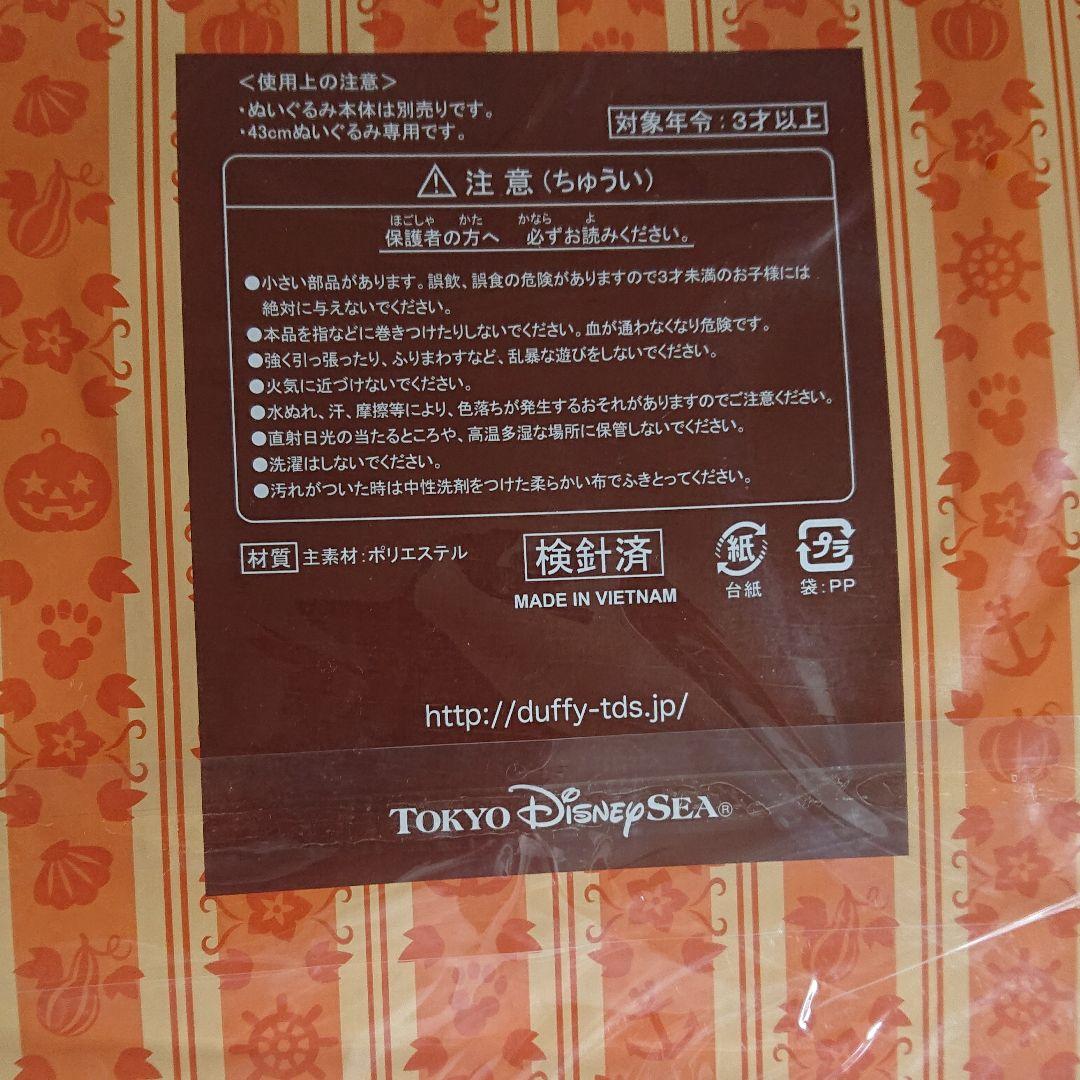 ＜使用上の注意＞
・ぬいぐるみ本体は別売りです。
・43cmぬいぐるみ専用です。
対象年令：3才以上
注意（ちゅうい）
ほごしゃ かた かなら よ
保護者の方へ 必ずお読みください。
●小さい部品があります。誤飲、誤食の危険がありますので3才未満のお子様には
絶対に与えないでください。
●本品を指などに巻きつけたりしないでください。血が通わなくなり危険です。
●強く引っ張ったり、ふりまわすなど、乱暴な遊びをしないでください。
●火気に近づけないでください。
●水ぬれ、汗、摩擦等により、色落ちが発生するおそれがありますのでご注意ください。
●直射日光の当たるところや、高温多湿な場所に保管しないでください。
●洗濯はしないでください。
●汚れがついた時は中性洗剤をつけた柔らかい布でふきとってください。
材質 主素材：ポリエステル
検針済
MADE IN VIETNAM
紙
台紙
プラ
袋：PP
http://duffy-tds.jp/
TOKYO DISNEYSEA®